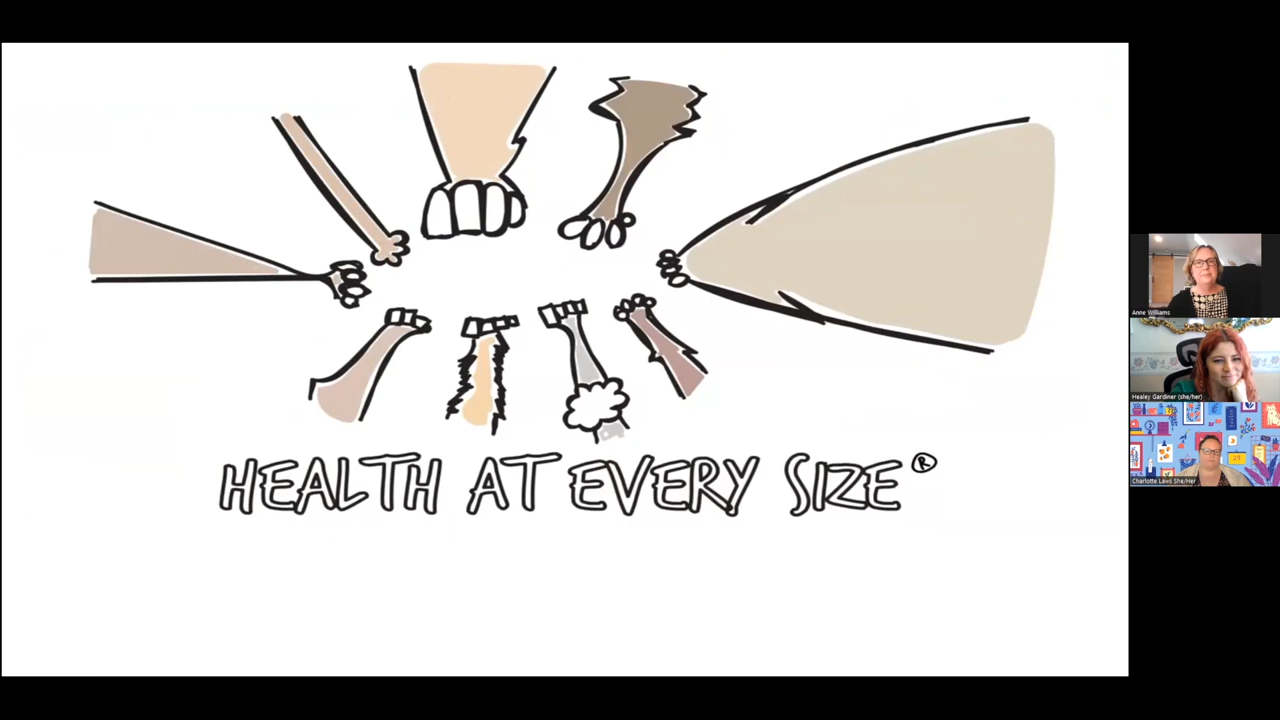 HEALTH AT EVERY SIZE®
Anne Williams
Healey Gardiner (she/her)
Charlotte Laws She/Her